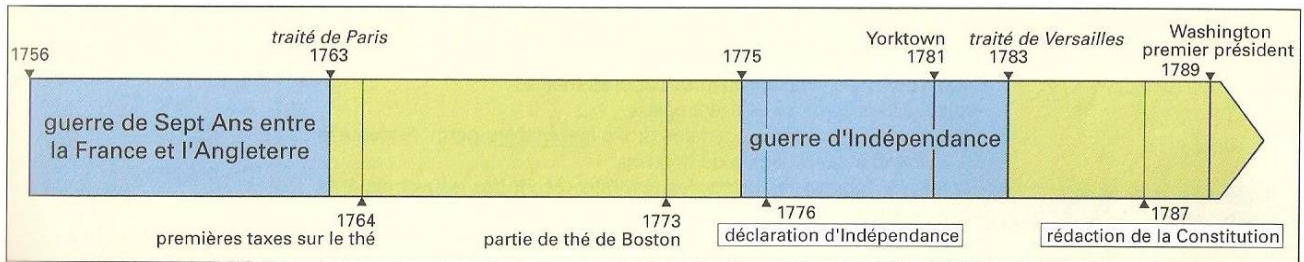 1756
traité de Paris
1763
1775
Yorktown
1781
traité de Versailles
1783
Washington
premier président
1789
guerre de Sept Ans entre
la France et l'Angleterre
guerre d'Indépendance
1764
premières taxes sur le thé
1773
partie de thé de Boston
1776
déclaration d'Indépendance
1787
rédaction de la Constitution